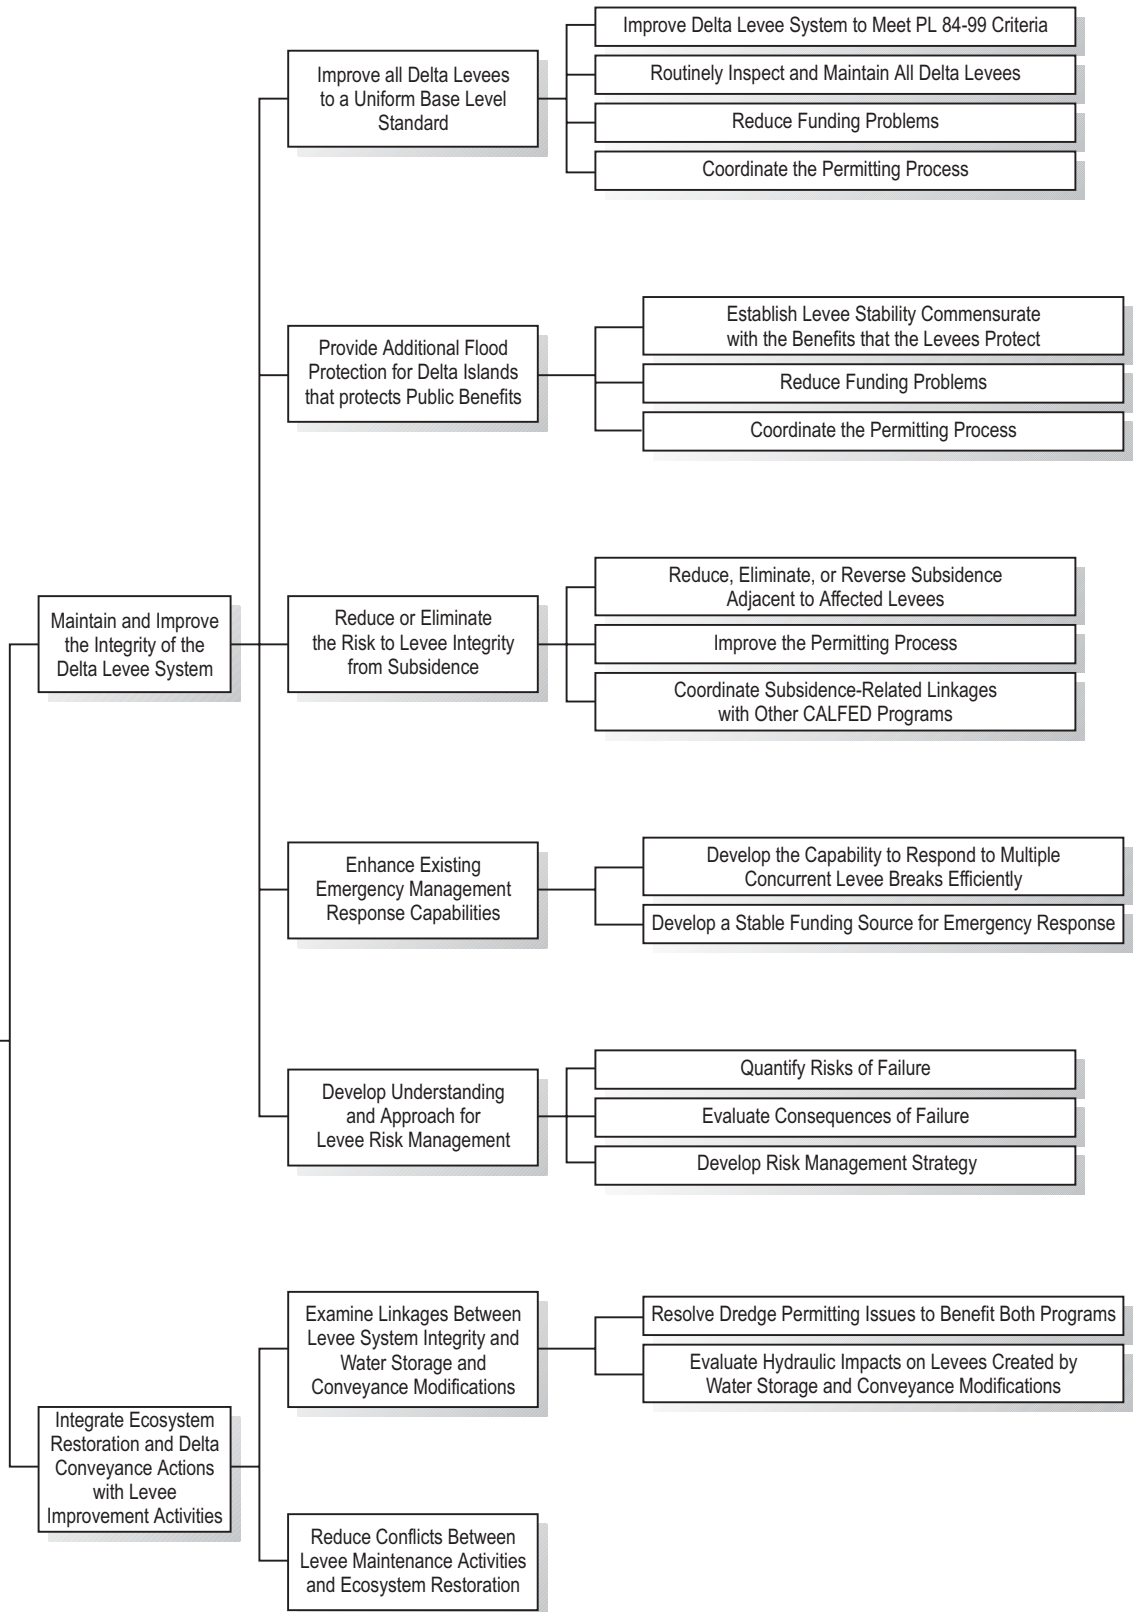 Improve Delta Levee System to Meet PL 84-99 Criteria
Improve all Delta Levees
to a Uniform Base Level
Standard
Routinely Inspect and Maintain All Delta Levees
Reduce Funding Problems
Coordinate the Permitting Process
Provide Additional Flood
Protection for Delta Islands
that protects Public Benefits
Establish Levee Stability Commensurate
with the Benefits that the Levees Protect
Reduce Funding Problems
Coordinate the Permitting Process
Maintain and Improve
the Integrity of the
Delta Levee System
Reduce or Eliminate
the Risk to Levee Integrity
from Subsidence
Reduce, Eliminate, or Reverse Subsidence
Adjacent to Affected Levees
Improve the Permitting Process
Coordinate Subsidence-Related Linkages
with Other CALFED Programs
Enhance Existing
Emergency Management
Response Capabilities
Develop the Capability to Respond to Multiple
Concurrent Levee Breaks Efficiently
Develop a Stable Funding Source for Emergency Response
Develop Understanding
and Approach for
Levee Risk Management
Quantify Risks of Failure
Evaluate Consequences of Failure
Develop Risk Management Strategy
Examine Linkages Between
Levee System Integrity and
Water Storage and
Conveyance Modifications
Resolve Dredge Permitting Issues to Benefit Both Programs
Evaluate Hydraulic Impacts on Levees Created by
Water Storage and Conveyance Modifications
Integrate Ecosystem
Restoration and Delta
Conveyance Actions
with Levee
Improvement Activities
Reduce Conflicts Between
Levee Maintenance Activities
and Ecosystem Restoration